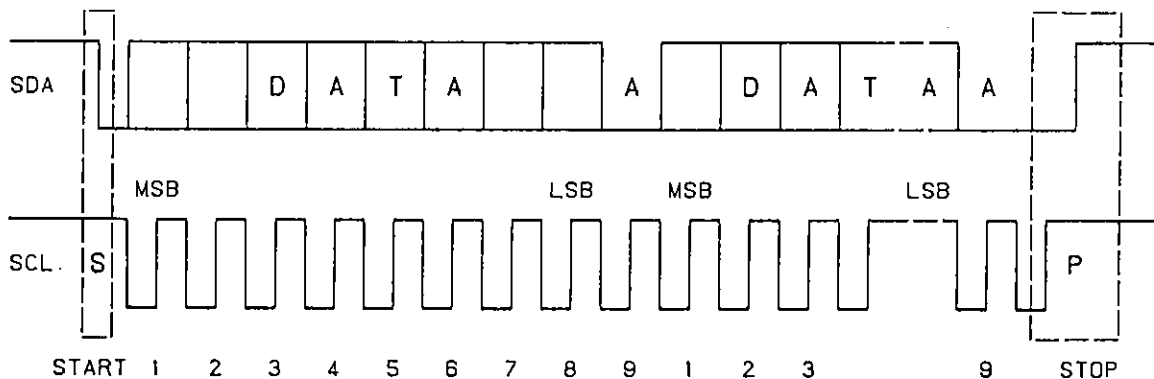 SDA D A T A A D A T A A
MSB LSB MSB LSB
SCL. S P
START 1 2 3 4 5 6 7 8 9 1 2 3 9 STOP